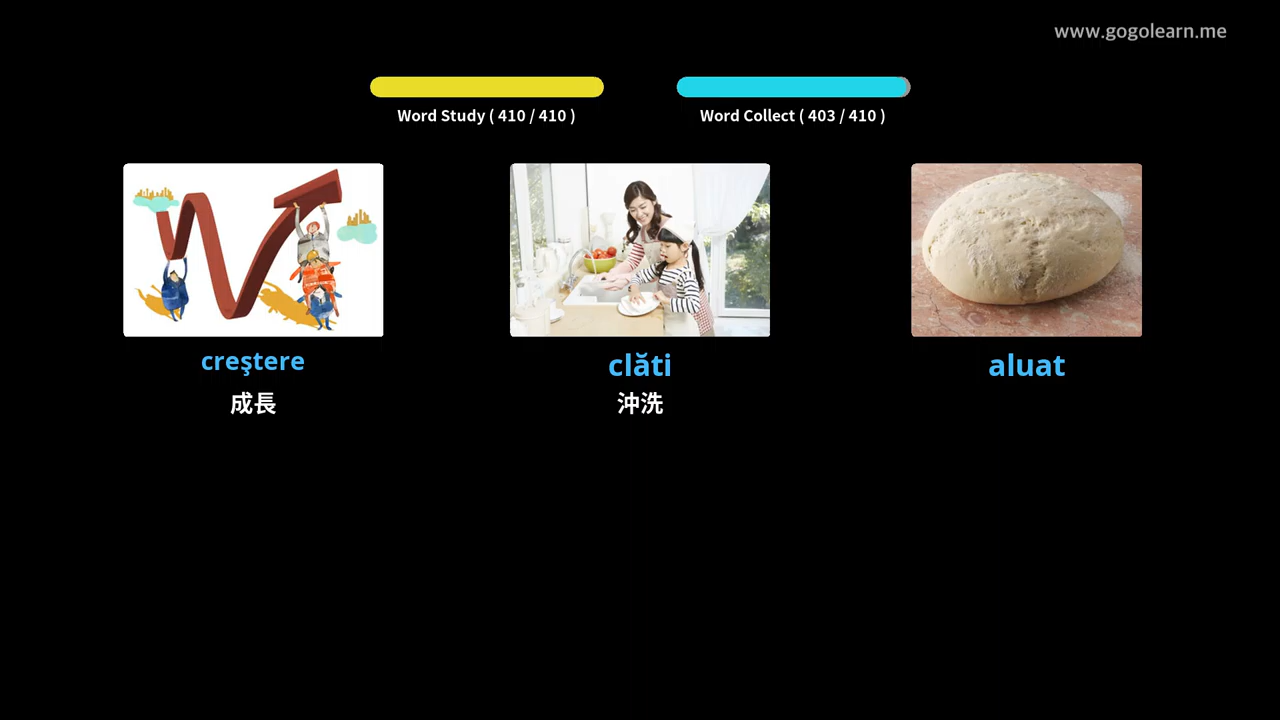 www.gogolearn.me
Word Study ( 410 / 410 )
Word Collect ( 403 / 410 )
creştere
clăti
aluat
成長
沖洗